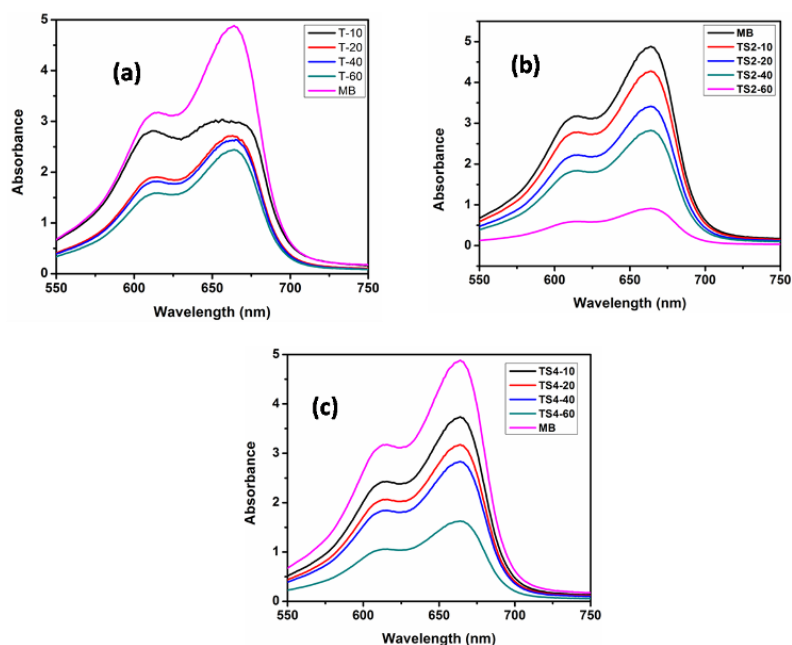 (a)
T-10
T-20
T-40
T-60
MB
Absorbance
5
4
3
2
1
0
550 600 650 700 750
Wavelength (nm)
(b)
MB
TS2-10
TS2-20
TS2-40
TS2-60
Absorbance
5
4
3
2
1
0
550 600 650 700 750
Wavelength (nm)
(c)
TS4-10
TS4-20
TS4-40
TS4-60
MB
Absorbance
5
4
3
2
1
0
550 600 650 700 750
Wavelength (nm)